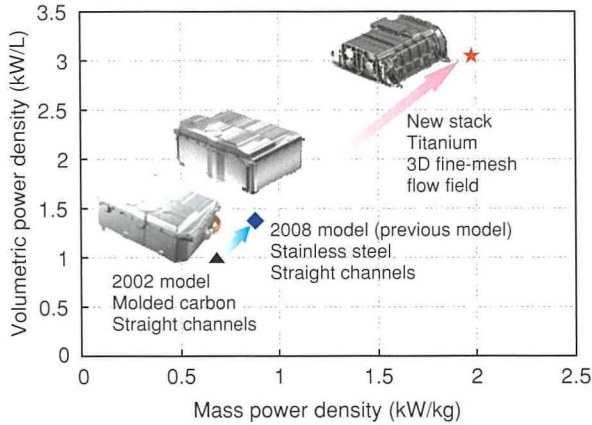 Volumetric power density (kW/L)
3.5
3
2.5
2
1.5
1
0.5
0
New stack
Titanium
3D fine-mesh
flow field
2008 model (previous model)
Stainless steel
Straight channels
2002 model
Molded carbon
Straight channels
0
0.5
1
1.5
2
2.5
Mass power density (kW/kg)